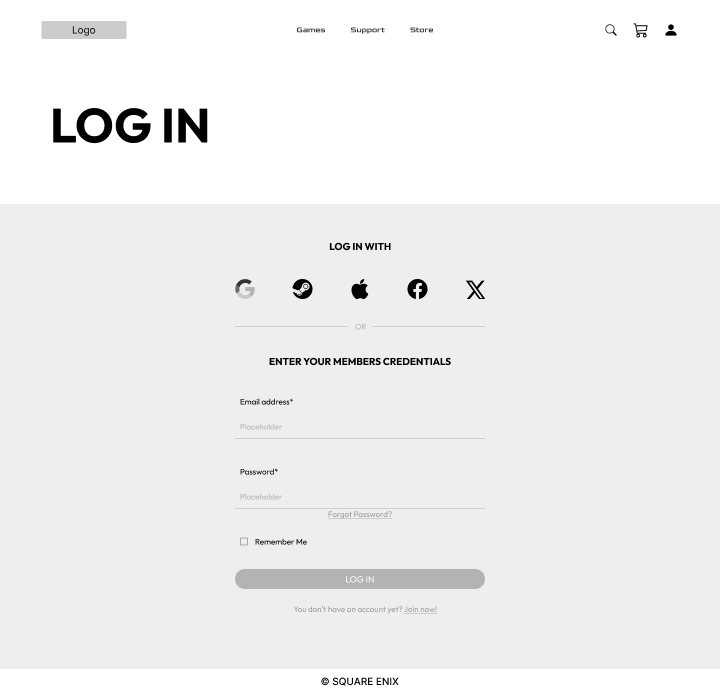 Logo
Games Support Store
LOG IN
LOG IN WITH
OR
ENTER YOUR MEMBERS CREDENTIALS
Email address*
Placeholder
Password*
Placeholder
Forgot Password?
Remember Me
LOG IN
You don't have an account yet? Join now!
© SQUARE ENIX